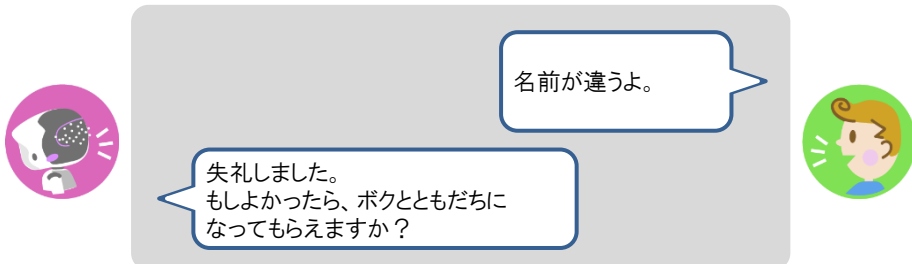 名前が違うよ。
失礼しました。
もしよかったら、ボクとともだちに
なってもらえますか？